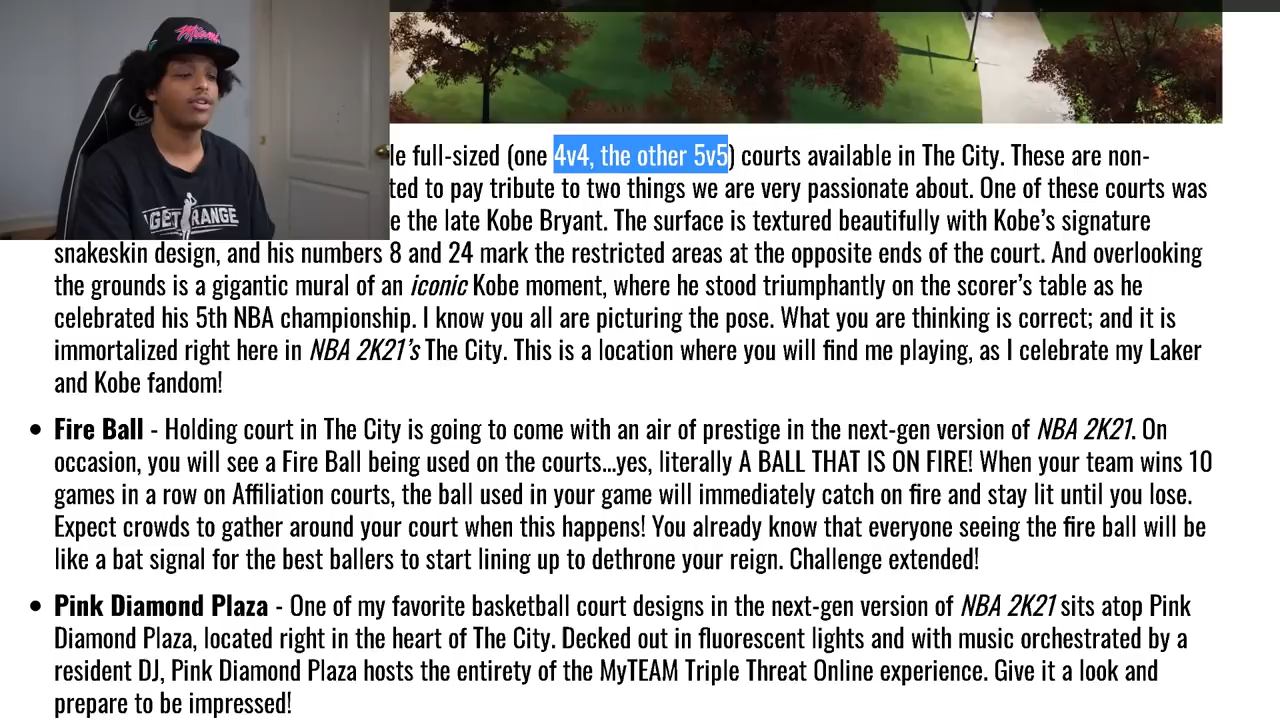 Miami
GET RANGE
le full-sized (one 4v4, the other 5v5) courts available in The City. These are non-
ted to pay tribute to two things we are very passionate about. One of these courts was
e the late Kobe Bryant. The surface is textured beautifully with Kobe’s signature
snakeskin design, and his numbers 8 and 24 mark the restricted areas at the opposite ends of the court. And overlooking
the grounds is a gigantic mural of an iconic Kobe moment, where he stood triumphantly on the scorer’s table as he
celebrated his 5th NBA championship. I know you all are picturing the pose. What you are thinking is correct; and it is
immortalized right here in NBA 2K21’s The City. This is a location where you will find me playing, as I celebrate my Laker
and Kobe fandom!
• Fire Ball - Holding court in The City is going to come with an air of prestige in the next-gen version of NBA 2K21. On
occasion, you will see a Fire Ball being used on the courts...yes, literally A BALL THAT IS ON FIRE! When your team wins 10
games in a row on Affiliation courts, the ball used in your game will immediately catch on fire and stay lit until you lose.
Expect crowds to gather around your court when this happens! You already know that everyone seeing the fire ball will be
like a bat signal for the best ballers to start lining up to dethrone your reign. Challenge extended!
• Pink Diamond Plaza - One of my favorite basketball court designs in the next-gen version of NBA 2K21 sits atop Pink
Diamond Plaza, located right in the heart of The City. Decked out in fluorescent lights and with music orchestrated by a
resident DJ, Pink Diamond Plaza hosts the entirety of the MyTEAM Triple Threat Online experience. Give it a look and
prepare to be impressed!